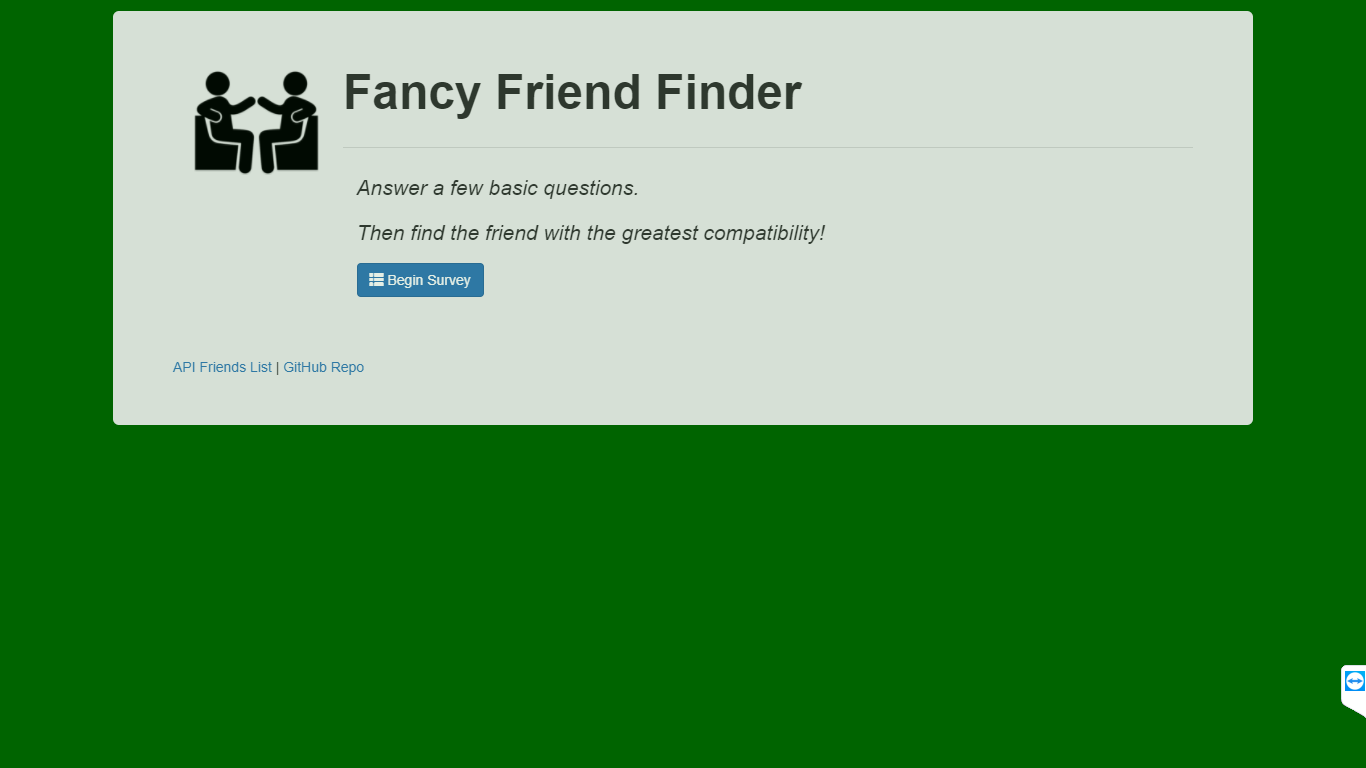 Fancy Friend Finder
Answer a few basic questions.
Then find the friend with the greatest compatibility!
Begin Survey
API Friends List | GitHub Repo